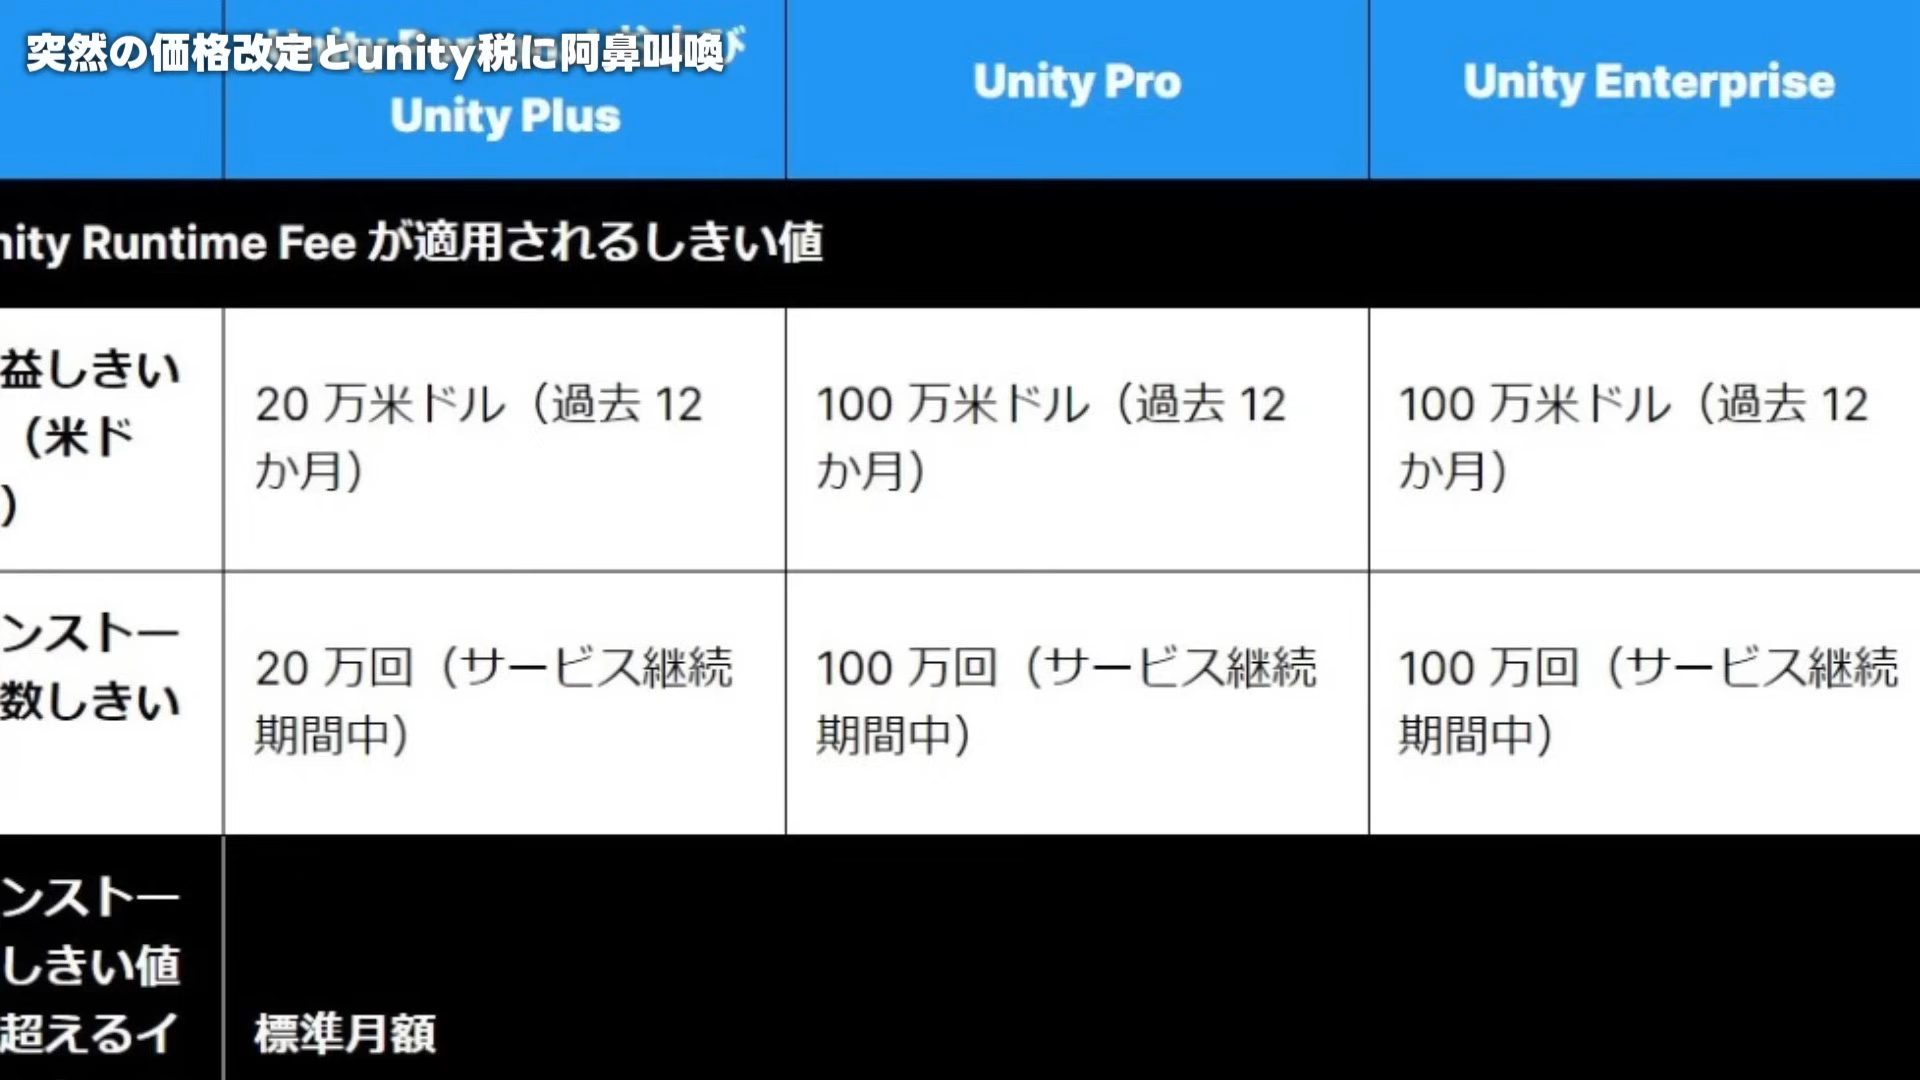 突然の価格改定とunity税に阿鼻叫喚
Unity Plus
Unity Pro
Unity Enterprise
nity Runtime Fee が適用されるしきい値
益しきい
（米ド
）
20 万米ドル（過去 12
か月）
100 万米ドル（過去 12
か月）
100 万米ドル（過去 12
か月）
ンストー
数しきい
20 万回（サービス継続
期間中）
100 万回（サービス継続
期間中）
100 万回（サービス継続
期間中）
ンストー
しきい値
超えるイ
標準月額